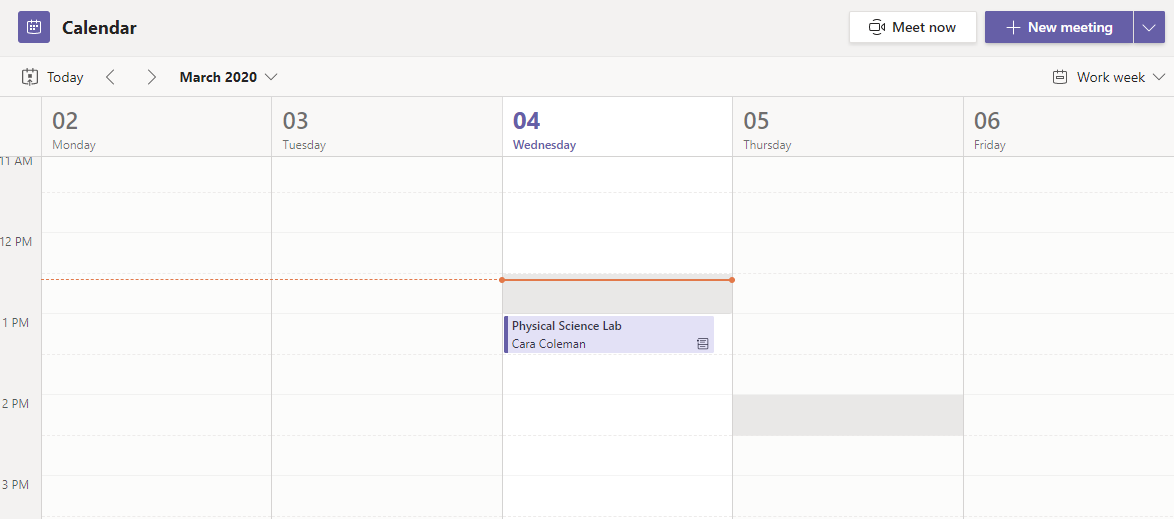 Calendar
Meet now
New meeting
Today
March 2020
Work week
02
03
04
05
06
Monday
Tuesday
Wednesday
Thursday
Friday
11 AM
12 PM
1 PM
Physical Science Lab
Cara Coleman
2 PM
3 PM